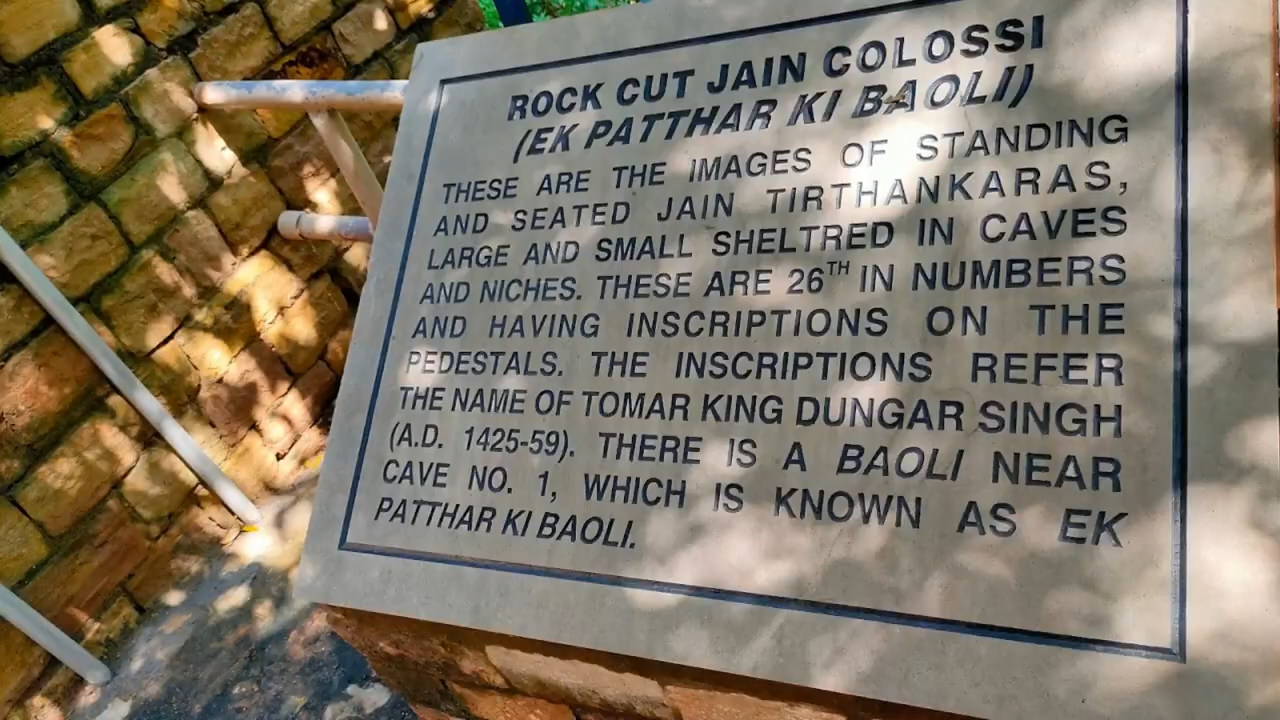 ROCK CUT JAIN COLOSSI
(EK PATTHAR KI BAOLI)
THESE ARE THE IMAGES OF STANDING
AND SEATED JAIN TIRTHANKARAS,
LARGE AND SMALL SHELTRED IN CAVES
AND NICHES. THESE ARE 26TH IN NUMBERS
AND HAVING INSCRIPTIONS ON THE
PEDESTALS. THE INSCRIPTIONS REFER
THE NAME OF TOMAR KING DUNGAR SINGH
(A.D. 1425-59). THERE IS A BAOLI NEAR
CAVE NO. 1, WHICH IS KNOWN AS EK
PATTHAR KI BAOLI.